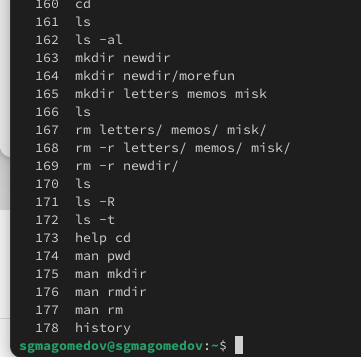 160  cd
161  ls
162  ls -al
163  mkdir newdir
164  mkdir newdir/morefun
165  mkdir letters memos misk
166  ls
167  rm letters/ memos/ misk/
168  rm -r letters/ memos/ misk/
169  rm -r newdir/
170  ls
171  ls -R
172  ls -t
173  help cd
174  man pwd
175  man mkdir
176  man rmdir
177  man rm
178  history
sgmagomedov@sgmagomedov:~$